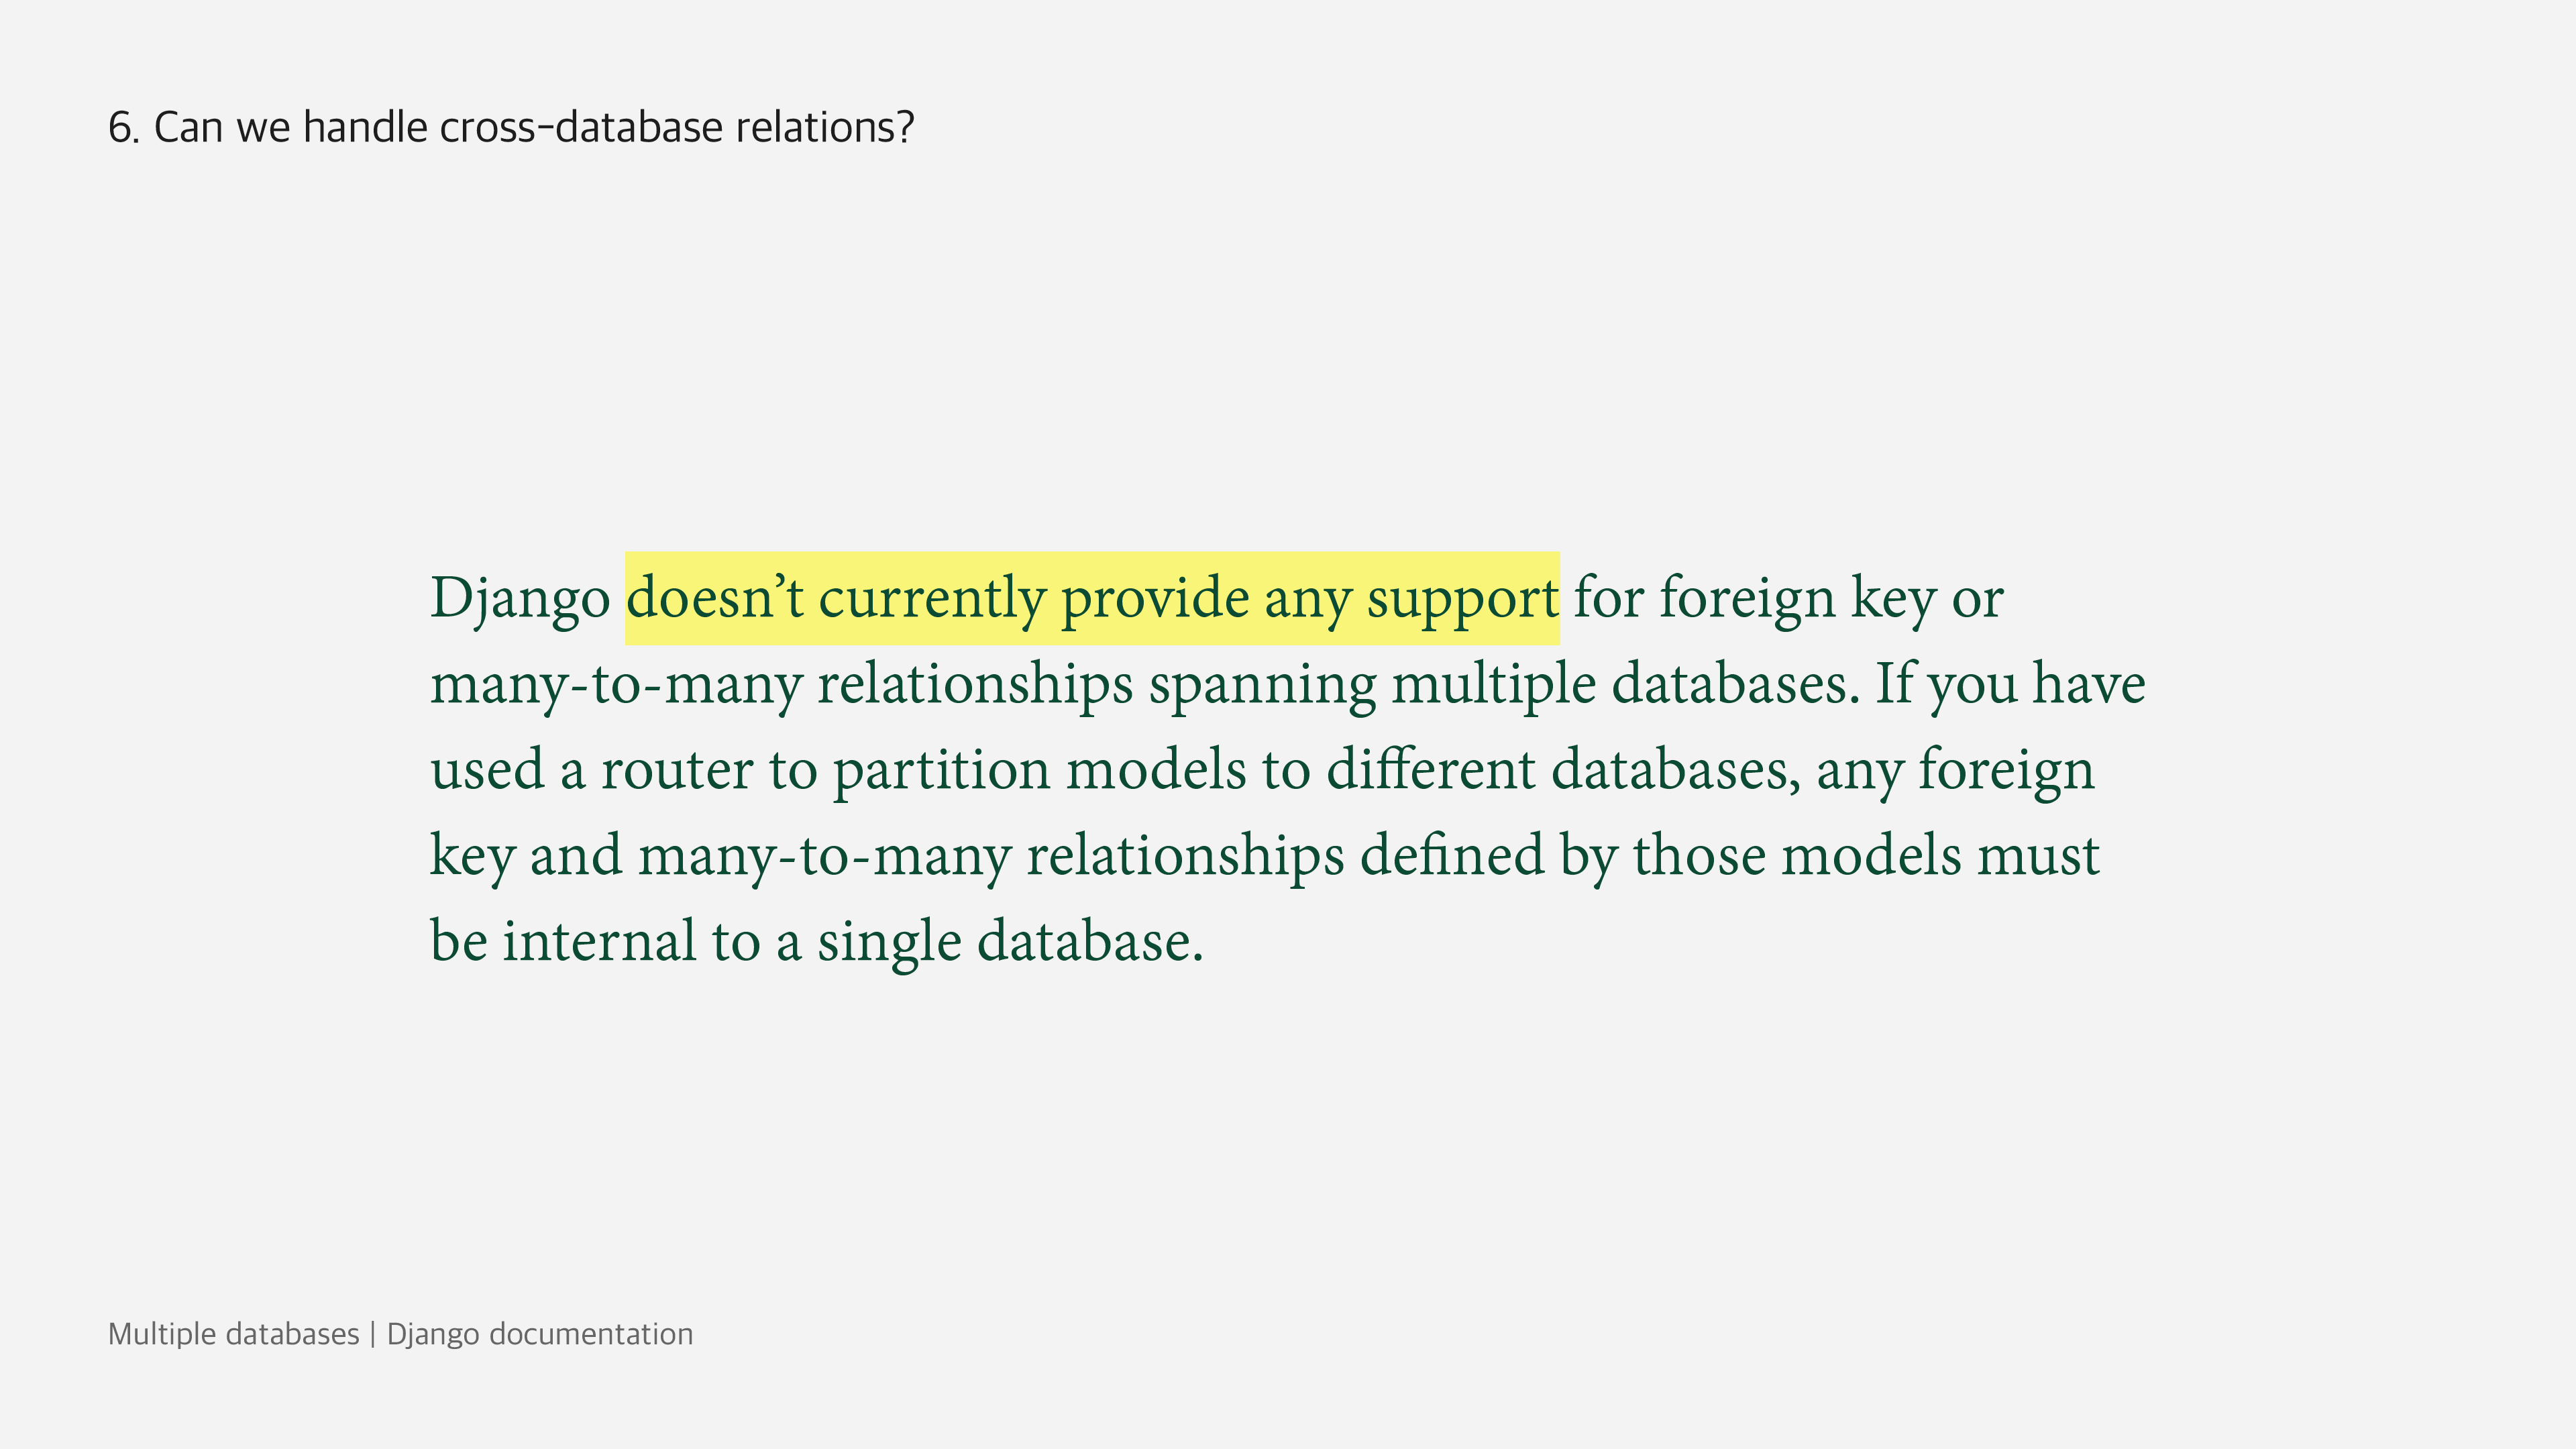 6. Can we handle cross-database relations?
Django doesn’t currently provide any support for foreign key or
many-to-many relationships spanning multiple databases. If you have
used a router to partition models to different databases, any foreign
key and many-to-many relationships defined by those models must
be internal to a single database.
Multiple databases | Django documentation